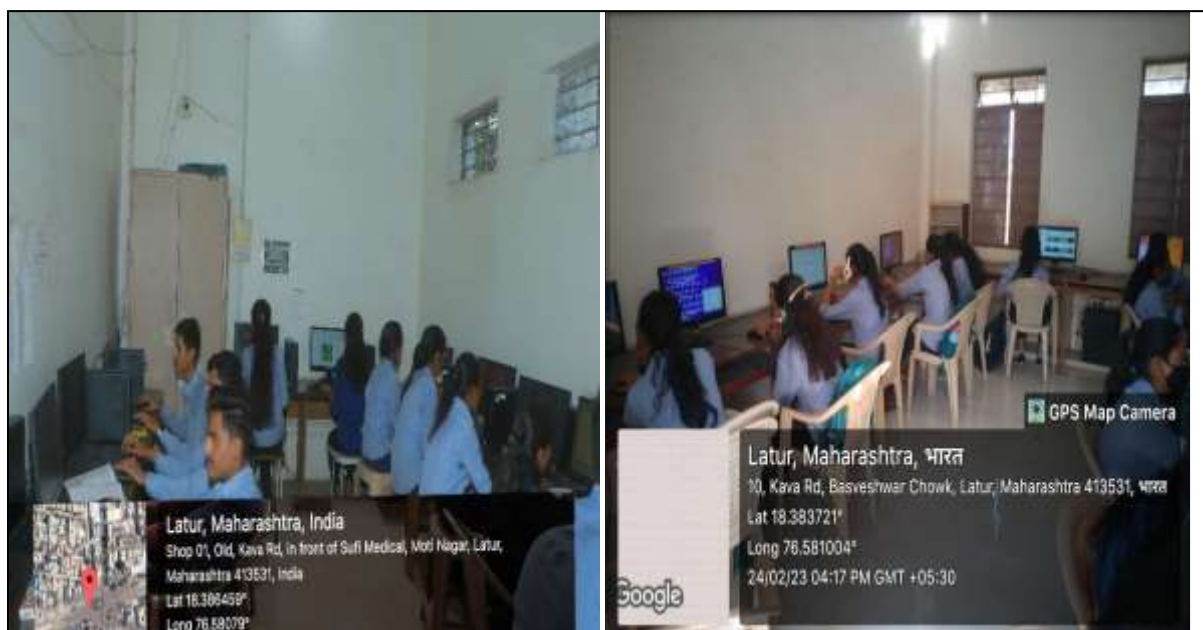 Latur, Maharashtra, India
Shop 01, Old, Kava Rd, in front of Sufi Medical, Moti Nagar, Latur,
Maharashtra 413531, India
Lat 18.386459°
Long 76.58079°
GPS Map Camera
Latur, Maharashtra, भारत
10, Kava Rd, Basveshwar Chowk, Latur, Maharashtra 413531, भारत
Lat 18.383721°
Long 76.581004°
24/02/23 04:17 PM GMT +05:30
Google